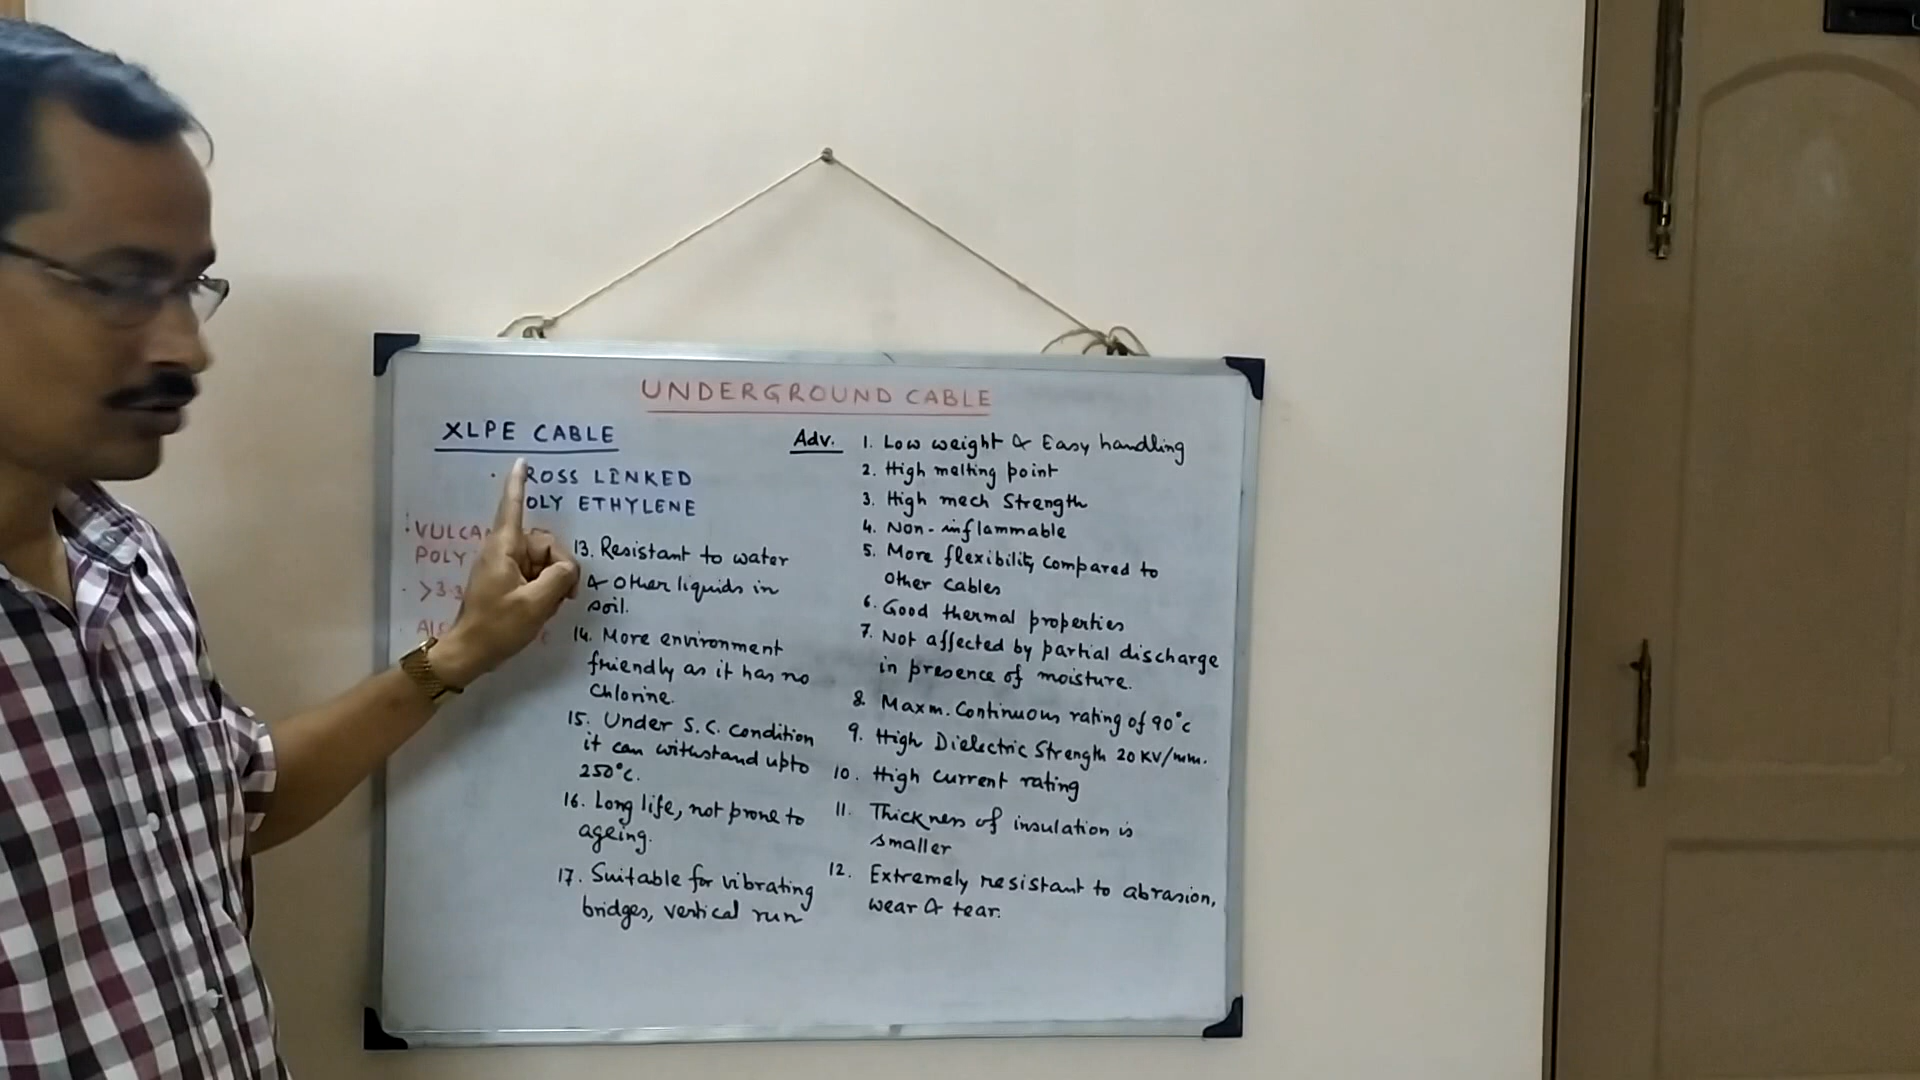 UNDERGROUND CABLE
XLPE CABLE
ROSS LINKED
OLY ETHYLENE
VULCAN
POLY
>3.3
13. Resistant to water
& other liquids in
soil.
14. More environment
friendly as it has no
Chlorine.
15. Under S.C. condition
it can withstand upto
250°C.
16. Long life, not prone to
ageing.
17. Suitable for vibrating
bridges, vertical run
Adv. 1. Low weight & Easy handling
2. High melting point
3. High mech Strength
4. Non-inflammable
5. More flexibility compared to
other cables
6. Good thermal properties
7. Not affected by partial discharge
in presence of moisture.
8. Maxm. Continuous rating of 90°c
9. High Dielectric Strength 20 KV/mm.
10. High current rating
11. Thickness of insulation is
smaller
12. Extremely resistant to abrasion,
wear & tear.